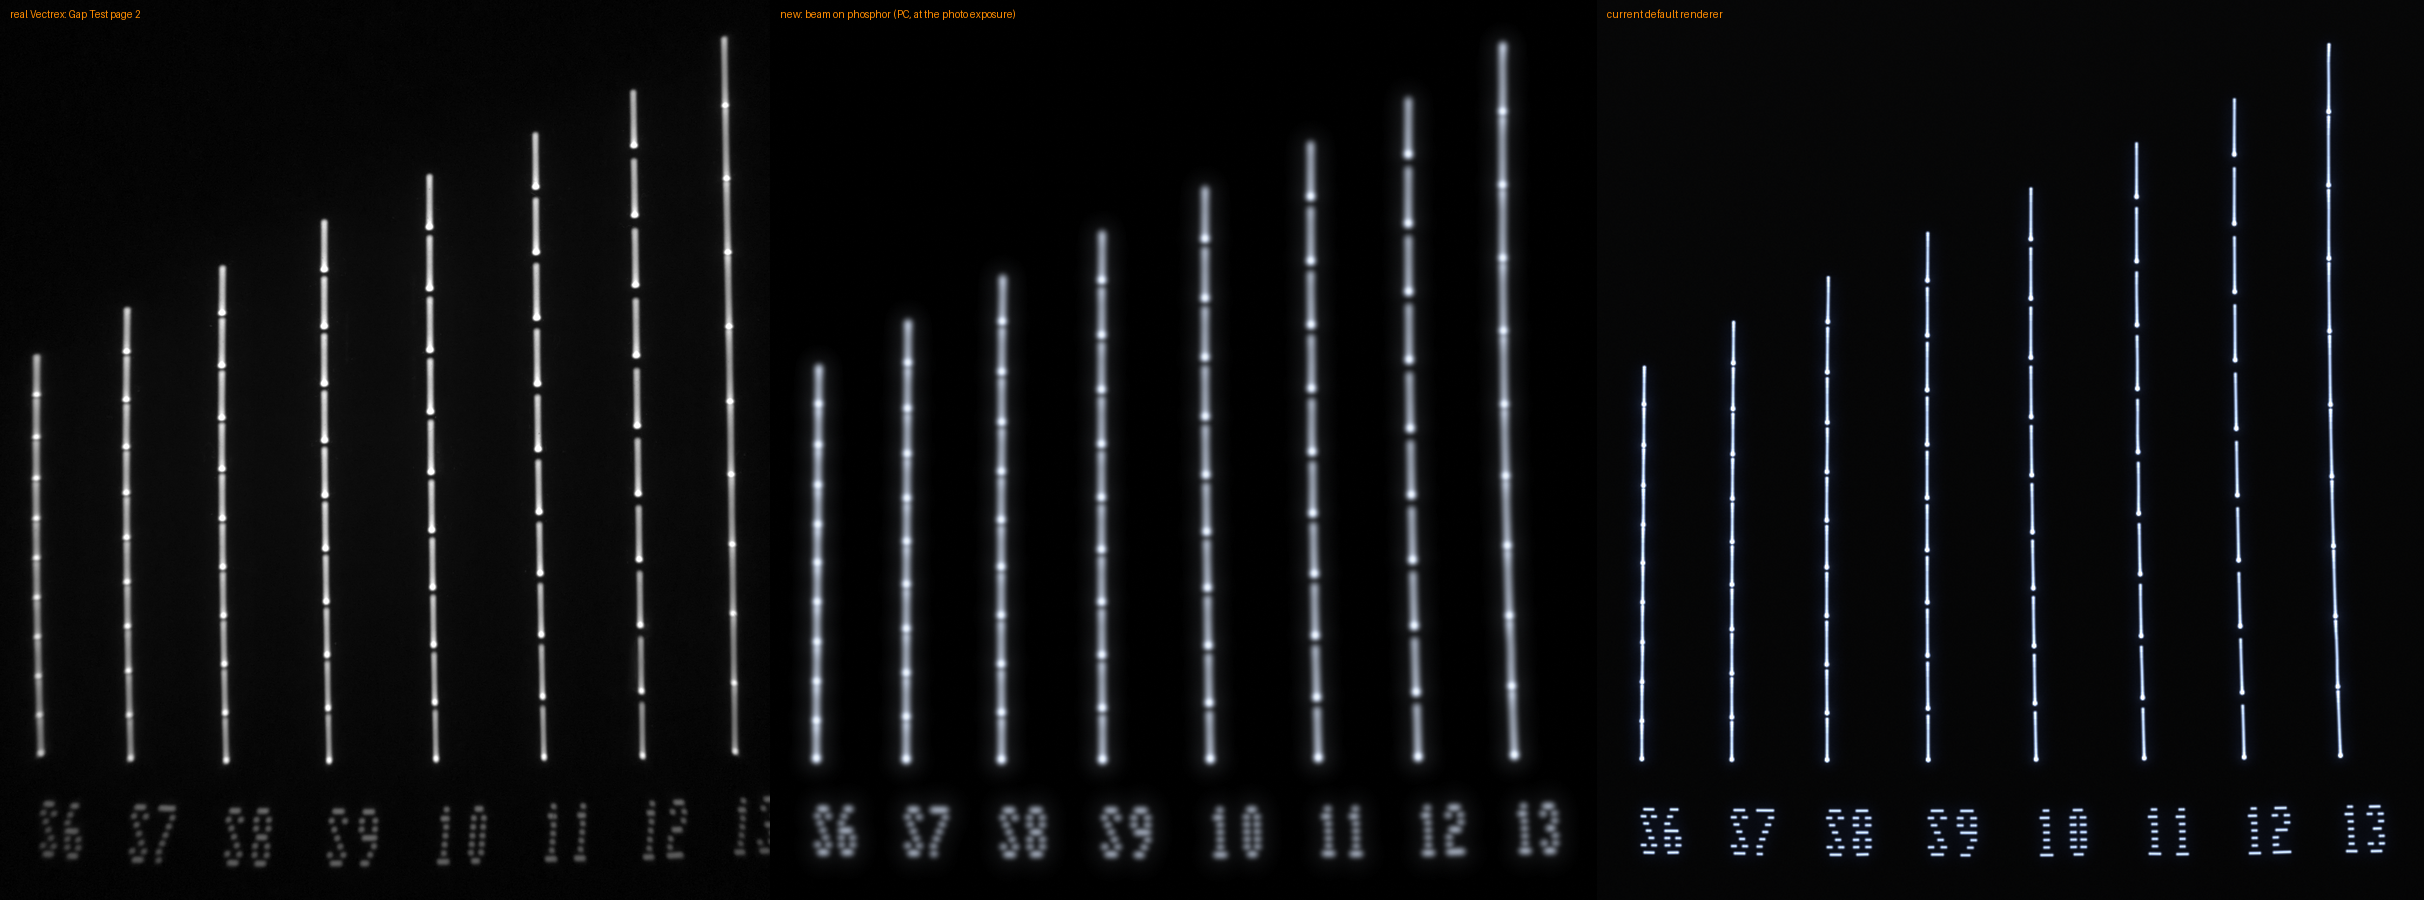 real Vectrex: Gap Test page 2
new: beam on phosphor (PC, at the photo exposure)
current default renderer
S6 S7 S8 S9 10 11 12 13
S6 S7 S8 S9 10 11 12 13
S6 S7 S8 S9 10 11 12 13